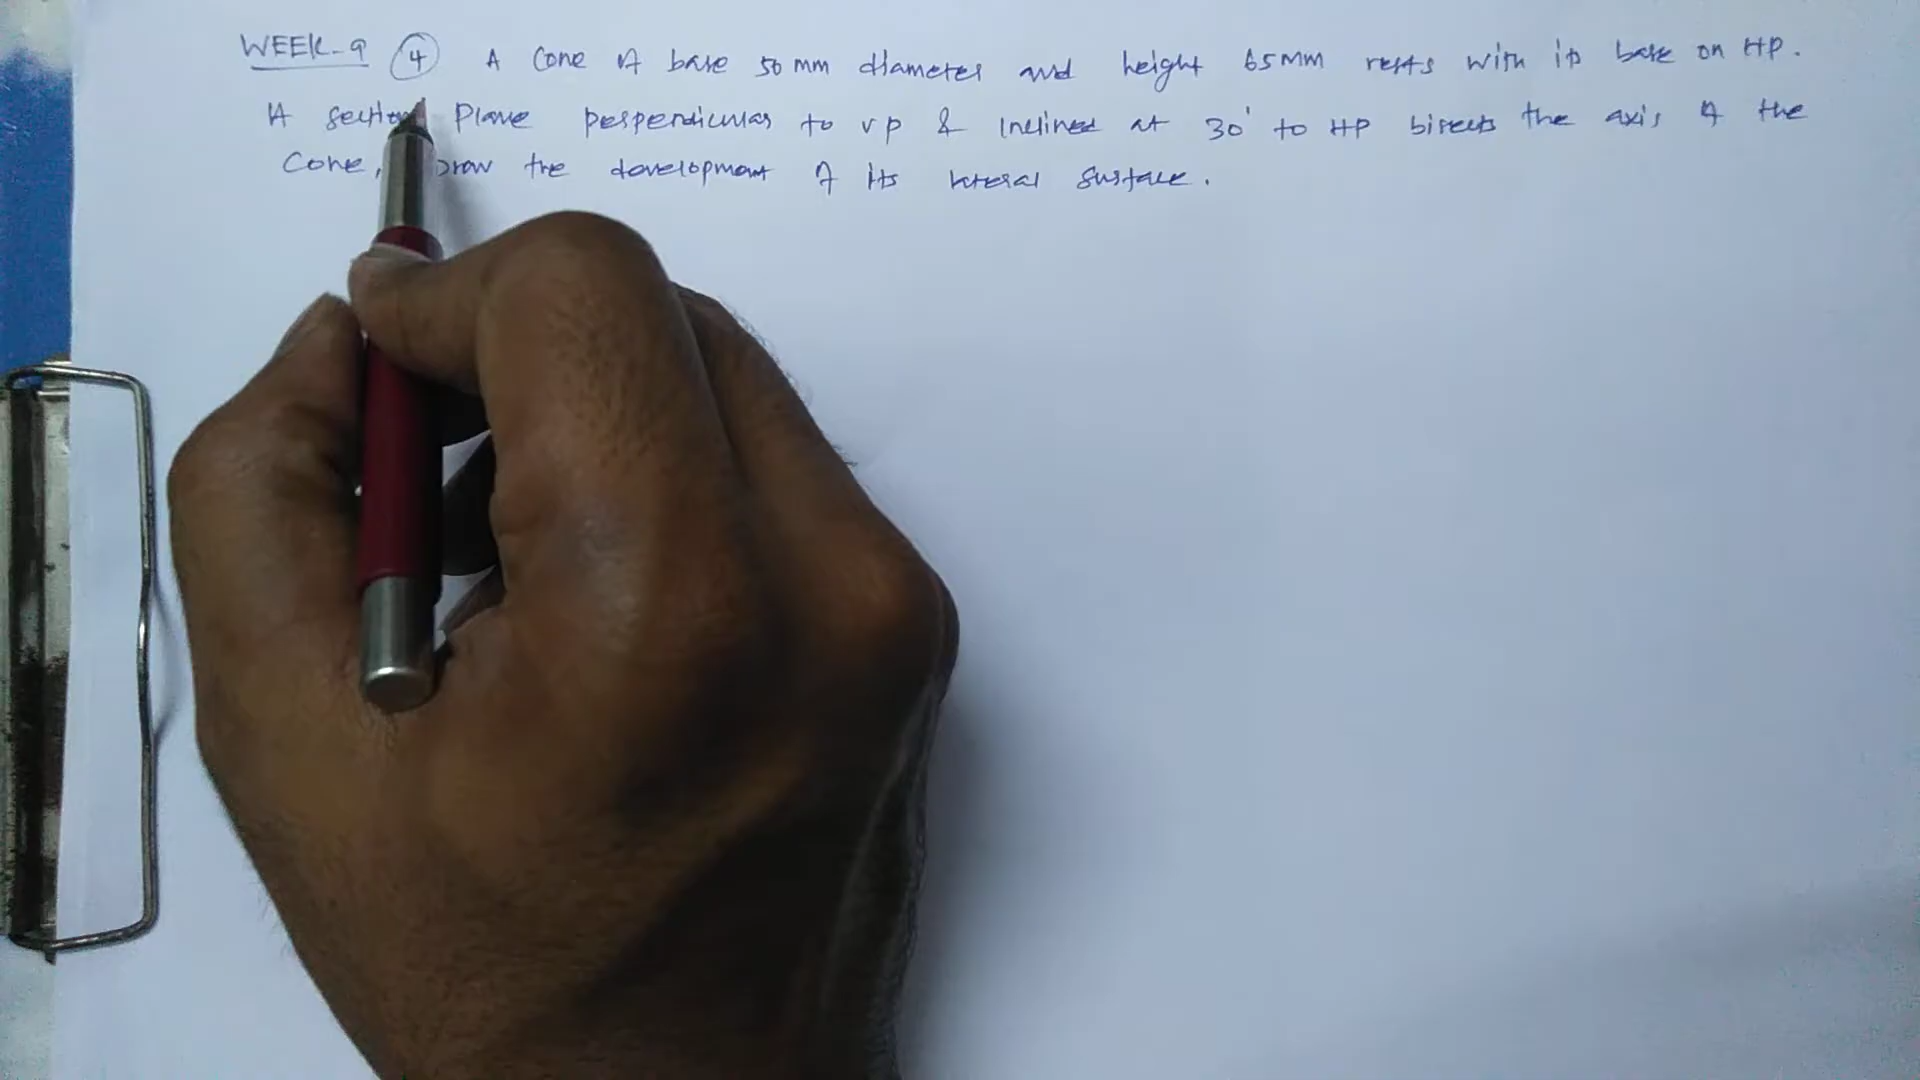 WEEK-9 4 A Cone of base 50 mm diameter and height 65MM rests with its base on HP.
A section Plane perpendicular to VP & Inclined at 30° to HP bisects the axis of the
Cone, Draw the development of its lateral surface.